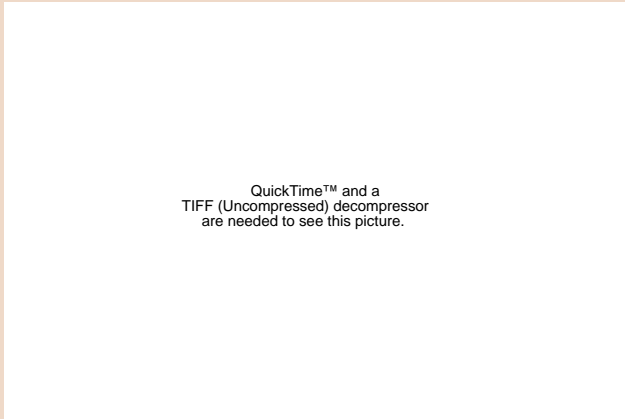 QuickTime™ and a
TIFF (Uncompressed) decompressor
are needed to see this picture.